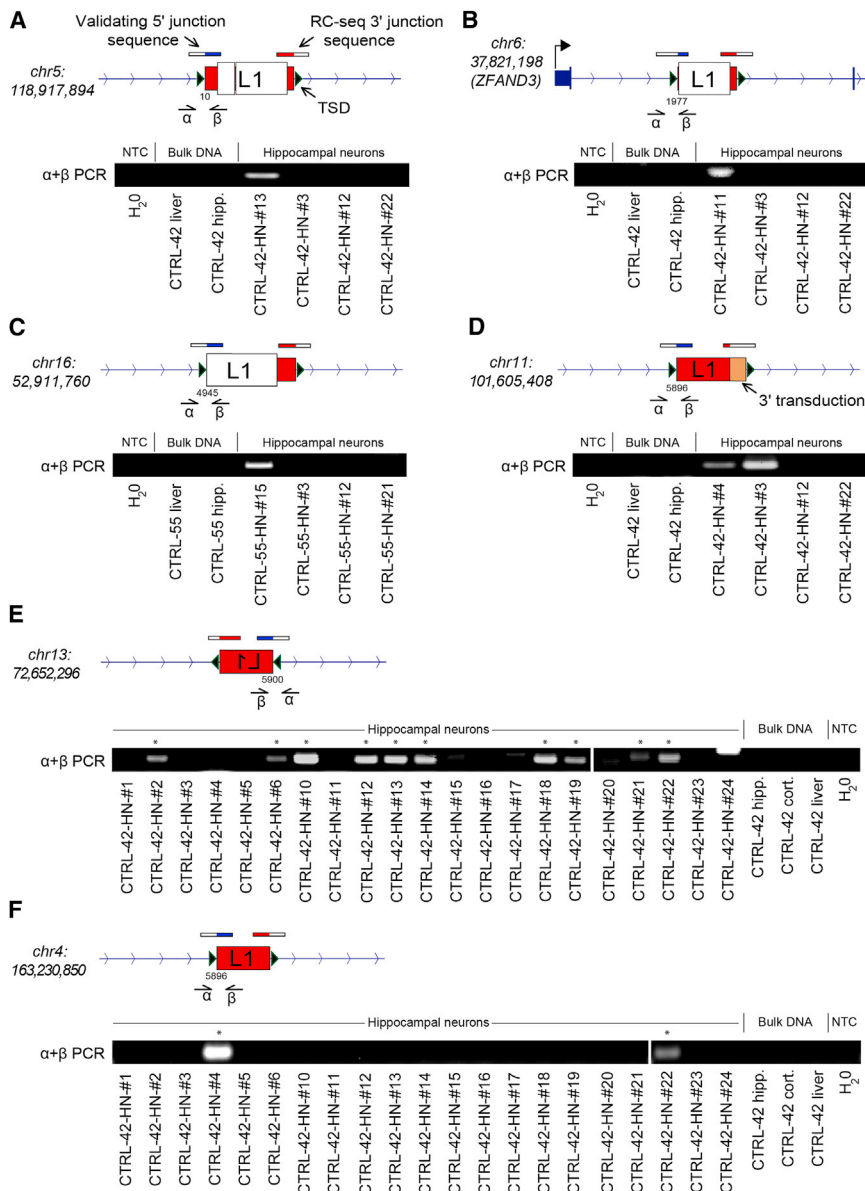 A
Validating 5' junction
sequence
RC-seq 3' junction
sequence
chr5:
118,917,894
L1
10
TSD
α
β
NTC
Bulk DNA
Hippocampal neurons
α+β PCR
H₂0
CTRL-42 liver
CTRL-42 hipp.
CTRL-42-HN-#13
CTRL-42-HN-#3
CTRL-42-HN-#12
CTRL-42-HN-#22
B
chr6:
37,821,198
(ZFAND3)
L1
1977
α
β
NTC
Bulk DNA
Hippocampal neurons
α+β PCR
H₂0
CTRL-42 liver
CTRL-42 hipp.
CTRL-42-HN-#11
CTRL-42-HN-#3
CTRL-42-HN-#12
CTRL-42-HN-#22
C
chr16:
52,911,760
L1
4945
α
β
NTC
Bulk DNA
Hippocampal neurons
α+β PCR
H₂0
CTRL-55 liver
CTRL-55 hipp.
CTRL-55-HN-#15
CTRL-55-HN-#3
CTRL-55-HN-#12
CTRL-55-HN-#21
D
chr11:
101,605,408
L1
5896
3' transduction
α
β
NTC
Bulk DNA
Hippocampal neurons
α+β PCR
H₂0
CTRL-42 liver
CTRL-42 hipp.
CTRL-42-HN-#4
CTRL-42-HN-#3
CTRL-42-HN-#12
CTRL-42-HN-#22
E
chr13:
72,652,296
L1
5900
β
α
Hippocampal neurons
Bulk DNA
NTC
* * * * * * * * * *
α+β PCR
CTRL-42-HN-#1
CTRL-42-HN-#2
CTRL-42-HN-#3
CTRL-42-HN-#4
CTRL-42-HN-#5
CTRL-42-HN-#6
CTRL-42-HN-#10
CTRL-42-HN-#11
CTRL-42-HN-#12
CTRL-42-HN-#13
CTRL-42-HN-#14
CTRL-42-HN-#15
CTRL-42-HN-#16
CTRL-42-HN-#17
CTRL-42-HN-#18
CTRL-42-HN-#19
CTRL-42-HN-#20
CTRL-42-HN-#21
CTRL-42-HN-#22
CTRL-42-HN-#23
CTRL-42-HN-#24
CTRL-42 hipp.
CTRL-42 cort.
CTRL-42 liver
H₂0
F
chr4:
163,230,850
L1
5896
α
β
Hippocampal neurons
Bulk DNA
NTC
* *
α+β PCR
CTRL-42-HN-#1
CTRL-42-HN-#2
CTRL-42-HN-#3
CTRL-42-HN-#4
CTRL-42-HN-#5
CTRL-42-HN-#6
CTRL-42-HN-#10
CTRL-42-HN-#11
CTRL-42-HN-#12
CTRL-42-HN-#13
CTRL-42-HN-#14
CTRL-42-HN-#15
CTRL-42-HN-#16
CTRL-42-HN-#17
CTRL-42-HN-#18
CTRL-42-HN-#19
CTRL-42-HN-#20
CTRL-42-HN-#21
CTRL-42-HN-#22
CTRL-42-HN-#23
CTRL-42-HN-#24
CTRL-42 hipp.
CTRL-42 cort.
CTRL-42 liver
H₂0